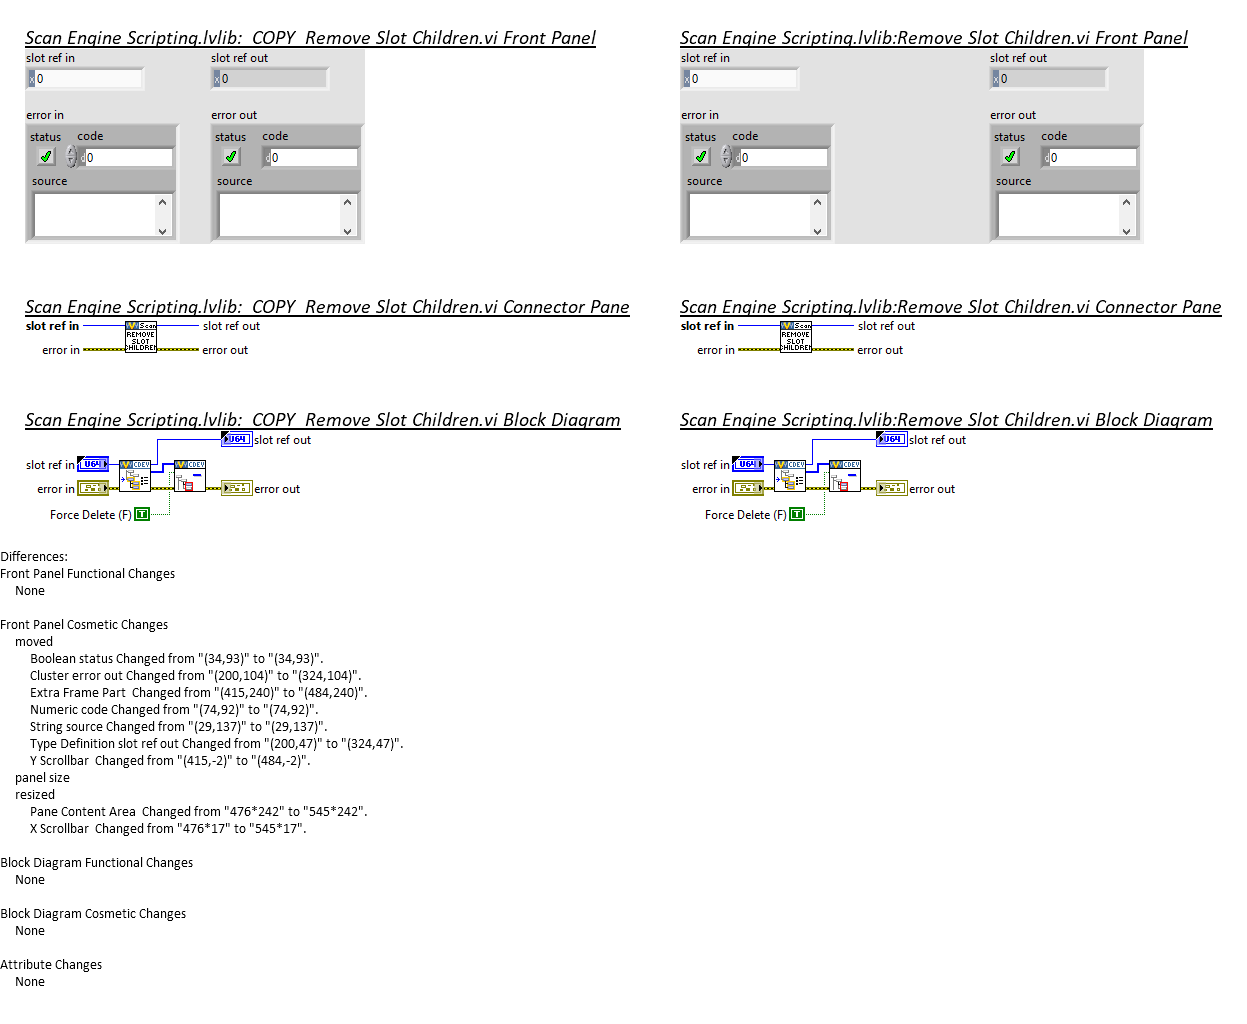 Scan Engine Scripting.lvlib:  COPY  Remove Slot Children.vi Front Panel
slot ref in
slot ref out
x 0
x 0
error in
error out
status
code
status
code
d 0
d 0
source
source
Scan Engine Scripting.lvlib:Remove Slot Children.vi Front Panel
slot ref in
slot ref out
x 0
x 0
error in
error out
status
code
status
code
d 0
d 0
source
source
Scan Engine Scripting.lvlib:  COPY  Remove Slot Children.vi Connector Pane
slot ref in
slot ref out
Scan
REMOVE
SLOT
CHILDREN
error in
error out
Scan Engine Scripting.lvlib:Remove Slot Children.vi Connector Pane
slot ref in
slot ref out
Scan
REMOVE
SLOT
CHILDREN
error in
error out
Scan Engine Scripting.lvlib:  COPY  Remove Slot Children.vi Block Diagram
U64
slot ref out
slot ref in
U64
CDEV
CDEV
error in
error out
Force Delete (F)
T
Scan Engine Scripting.lvlib:Remove Slot Children.vi Block Diagram
U64
slot ref out
slot ref in
U64
CDEV
CDEV
error in
error out
Force Delete (F)
T
Differences:
Front Panel Functional Changes
None
Front Panel Cosmetic Changes
moved
Boolean status Changed from "(34,93)" to "(34,93)".
Cluster error out Changed from "(200,104)" to "(324,104)".
Extra Frame Part  Changed from "(415,240)" to "(484,240)".
Numeric code Changed from "(74,92)" to "(74,92)".
String source Changed from "(29,137)" to "(29,137)".
Type Definition slot ref out Changed from "(200,47)" to "(324,47)".
Y Scrollbar  Changed from "(415,-2)" to "(484,-2)".
panel size
resized
Pane Content Area  Changed from "476*242" to "545*242".
X Scrollbar  Changed from "476*17" to "545*17".
Block Diagram Functional Changes
None
Block Diagram Cosmetic Changes
None
Attribute Changes
None